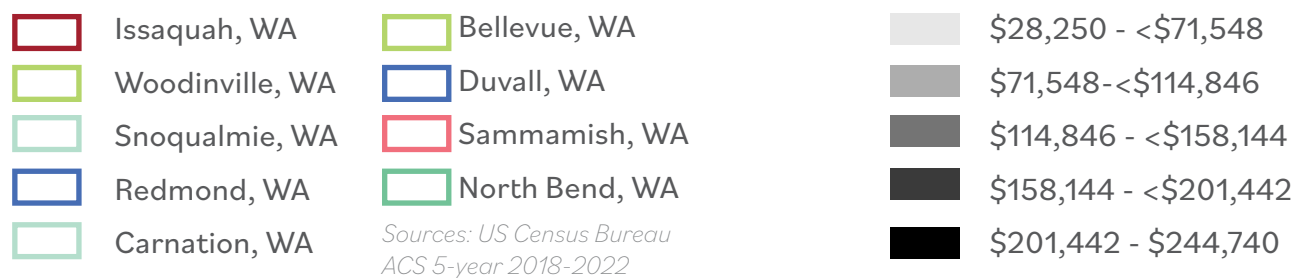 Issaquah, WA
Woodinville, WA
Snoqualmie, WA
Redmond, WA
Carnation, WA
Bellevue, WA
Duvall, WA
Sammamish, WA
North Bend, WA
Sources: US Census Bureau
ACS 5-year 2018-2022
$28,250 - <$71,548
$71,548-<$114,846
$114,846 - <$158,144
$158,144 - <$201,442
$201,442 - $244,740